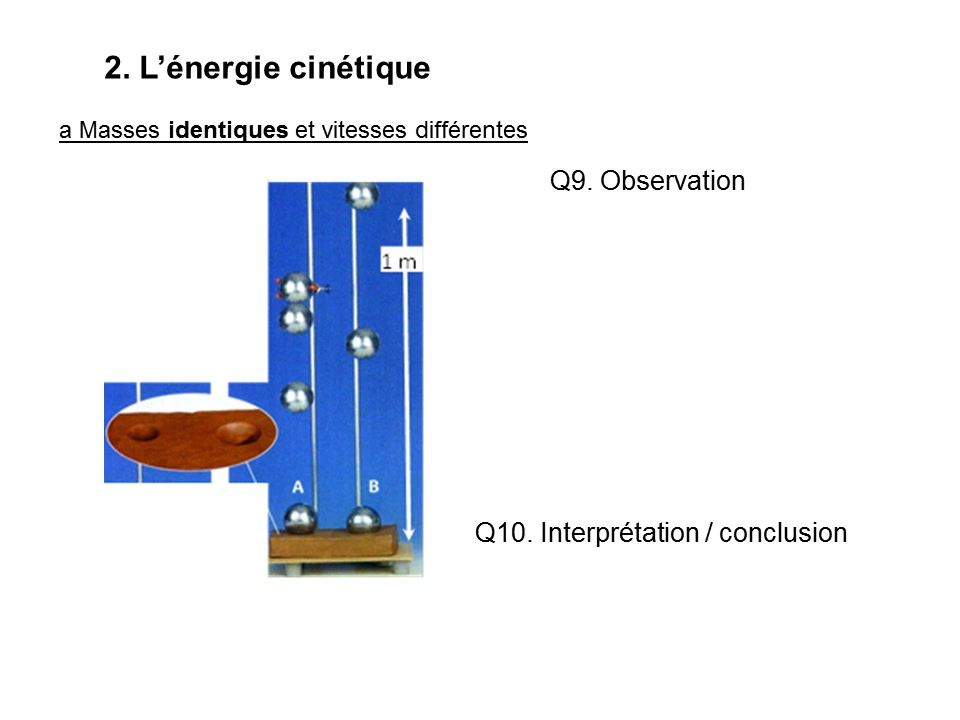 2. L’énergie cinétique
a Masses identiques et vitesses différentes
Q9. Observation
1 m
A
B
Q10. Interprétation / conclusion